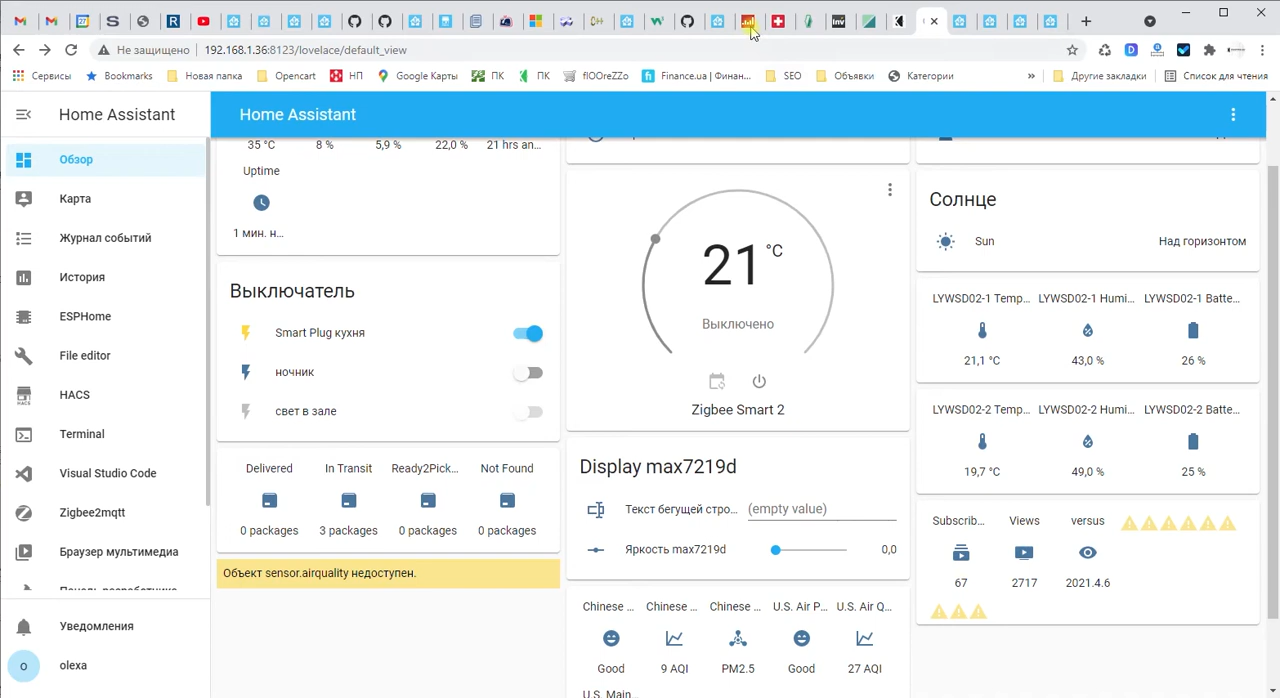 Не защищено
192.168.1.36:8123/lovelace/default_view
Сервисы
Bookmarks
Новая папка
Opencart
НП
Google Карты
ПК
ПК
flOOreZZo
Finance.ua | Финан...
SEO
Объявки
Категории
»
Другие закладки
Список для чтения
Home Assistant
Обзор
Карта
Журнал событий
История
ESPHome
File editor
HACS
Terminal
Visual Studio Code
Zigbee2mqtt
Браузер мультимедиа
Уведомления
o
olexa
Home Assistant
35 °C
8 %
5,9 %
22,0 %
21 hrs an...
Uptime
1 мин. н...
Выключатель
Smart Plug кухня
ночник
свет в зале
Delivered
In Transit
Ready2Pick...
Not Found
0 packages
3 packages
0 packages
0 packages
Объект sensor.airquality недоступен.
21 °C
Выключено
Zigbee Smart 2
Display max7219d
Текст бегущей стро...
(empty value)
Яркость max7219d
0,0
Chinese ...
Chinese ...
Chinese ...
U.S. Air P...
U.S. Air Q...
Good
9 AQI
PM2.5
Good
27 AQI
U.S. Main...
Солнце
Sun
Над горизонтом
LYWSD02-1 Temp...
LYWSD02-1 Humi...
LYWSD02-1 Batte...
21,1 °C
43,0 %
26 %
LYWSD02-2 Temp...
LYWSD02-2 Humi...
LYWSD02-2 Batte...
19,7 °C
49,0 %
25 %
Subscrib...
Views
versus
67
2717
2021.4.6